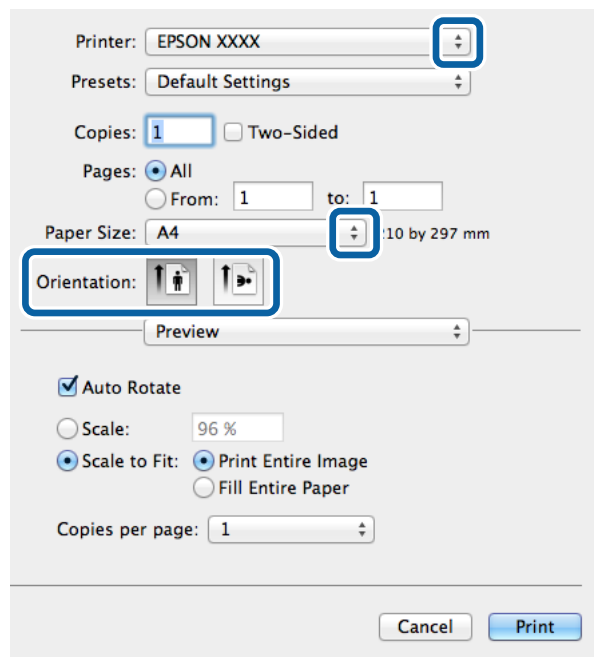 Printer: EPSON XXXX
Presets: Default Settings
Copies: 1 Two-Sided
Pages: All
From: 1 to: 1
Paper Size: A4 210 by 297 mm
Orientation:
Preview
Auto Rotate
Scale: 96 %
Scale to Fit: Print Entire Image
Fill Entire Paper
Copies per page: 1
Cancel Print